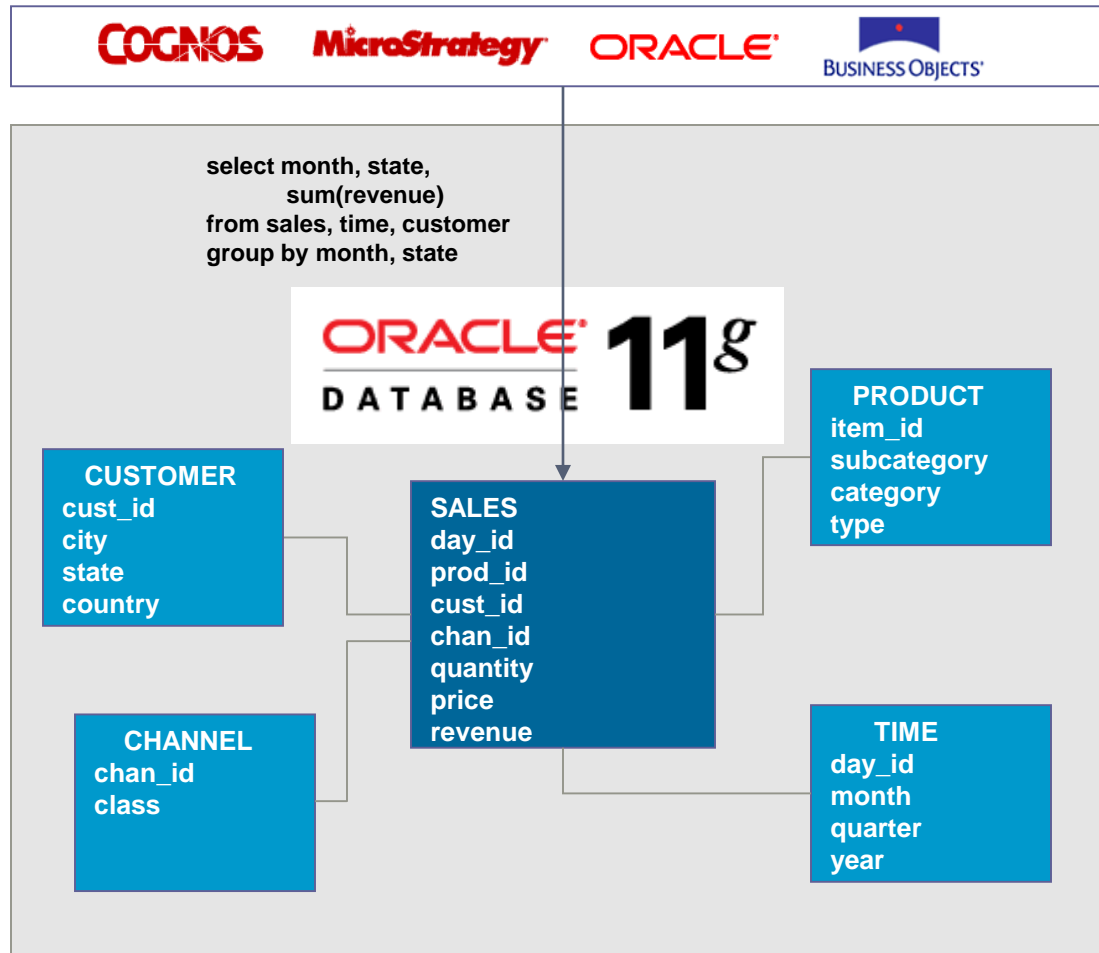 COGNOS MicroStrategy ORACLE® BUSINESS OBJECTS®
select month, state,
sum(revenue)
from sales, time, customer
group by month, state
ORACLE® 11g
DATABASE
PRODUCT
item_id
subcategory
category
type
CUSTOMER
cust_id
city
state
country
SALES
day_id
prod_id
cust_id
chan_id
quantity
price
revenue
CHANNEL
chan_id
class
TIME
day_id
month
quarter
year